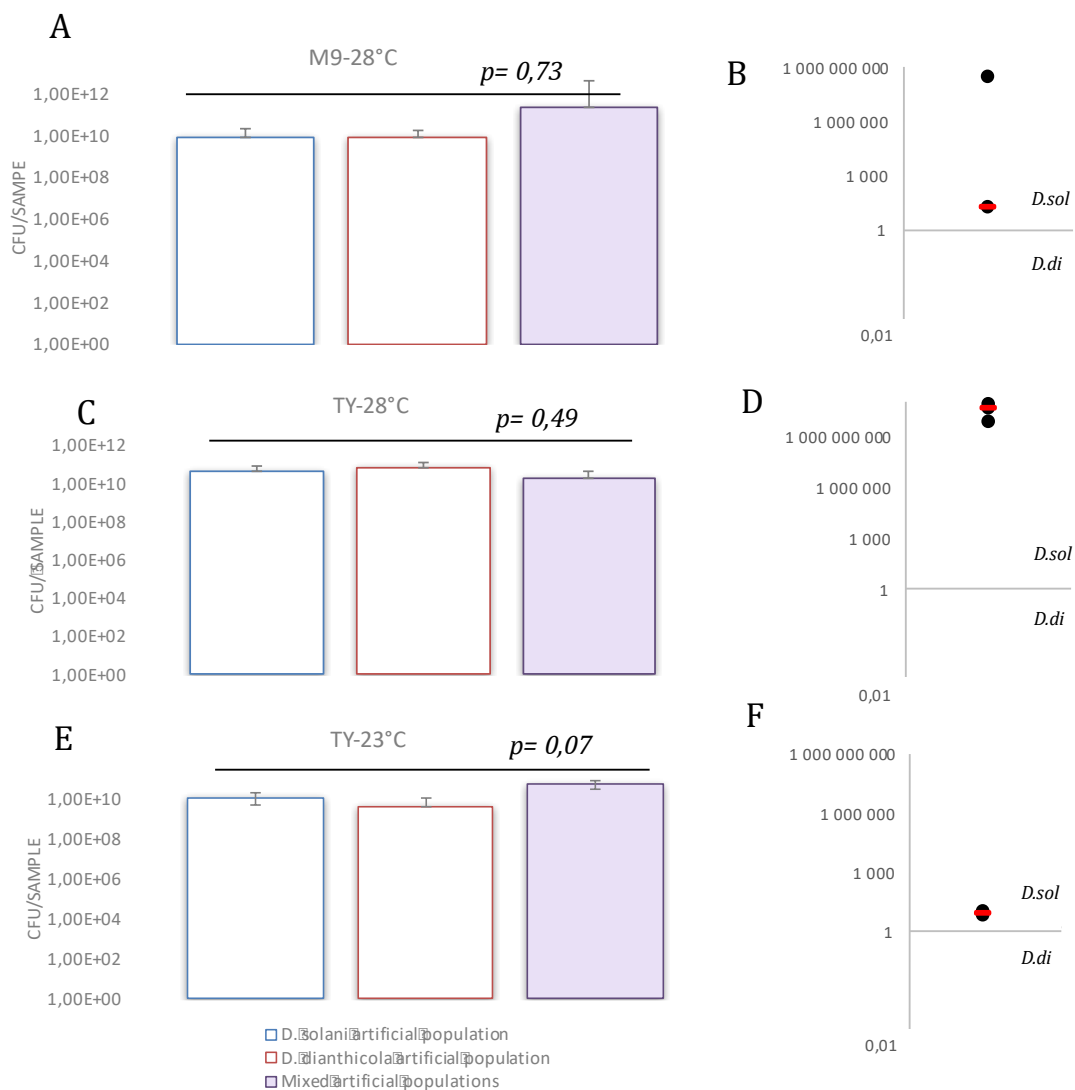 A
M9-28°C
p= 0,73
1,00E+12
1,00E+10
1,00E+08
1,00E+06
1,00E+04
1,00E+02
1,00E+00
CFU/SAMPE
B
1 000 000 000
1 000 000
1 000
1
0,01
D.sol
D.di
C
TY-28°C
p= 0,49
1,00E+12
1,00E+10
1,00E+08
1,00E+06
1,00E+04
1,00E+02
1,00E+00
CFU/SAMPLE
D
1 000 000 000
1 000 000
1 000
1
0,01
D.sol
D.di
E
TY-23°C
p= 0,07
1,00E+10
1,00E+08
1,00E+06
1,00E+04
1,00E+02
1,00E+00
CFU/SAMPLE
F
1 000 000 000
1 000 000
1 000
1
0,01
D.sol
D.di
D. solani artificial population
D. dianthicola artificial population
Mixed artificial populations